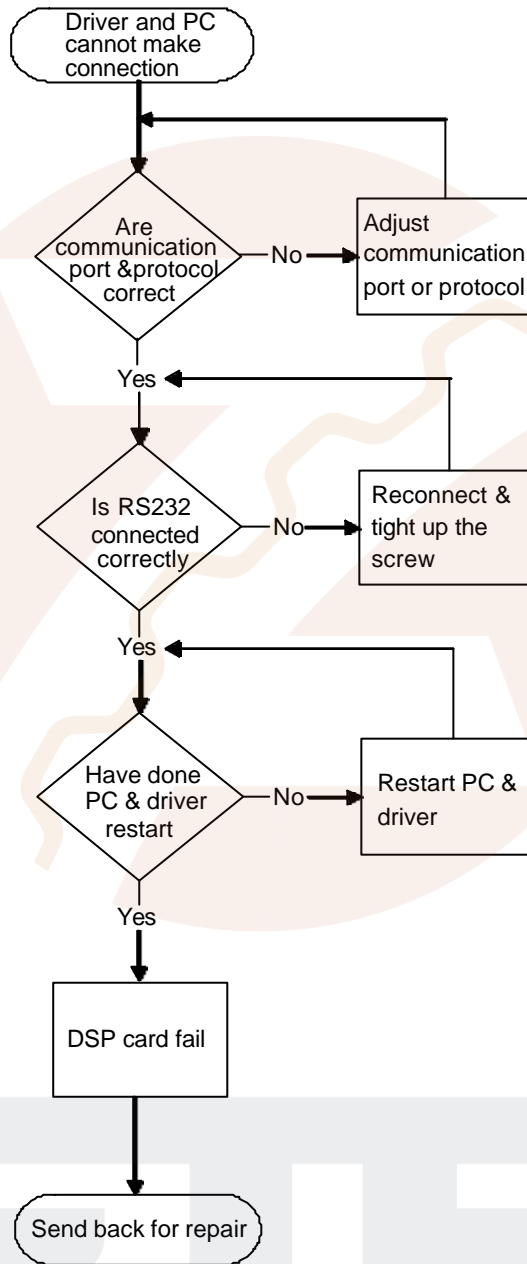 Driver and PC
cannot make
connection
Are
communication
port &protocol
correct
No
Adjust
communication
port or protocol
Yes
Is RS232
connected
correctly
No
Reconnect &
tight up the
screw
Yes
Have done
PC & driver
restart
No
Restart PC &
driver
Yes
DSP card fail
Send back for repair